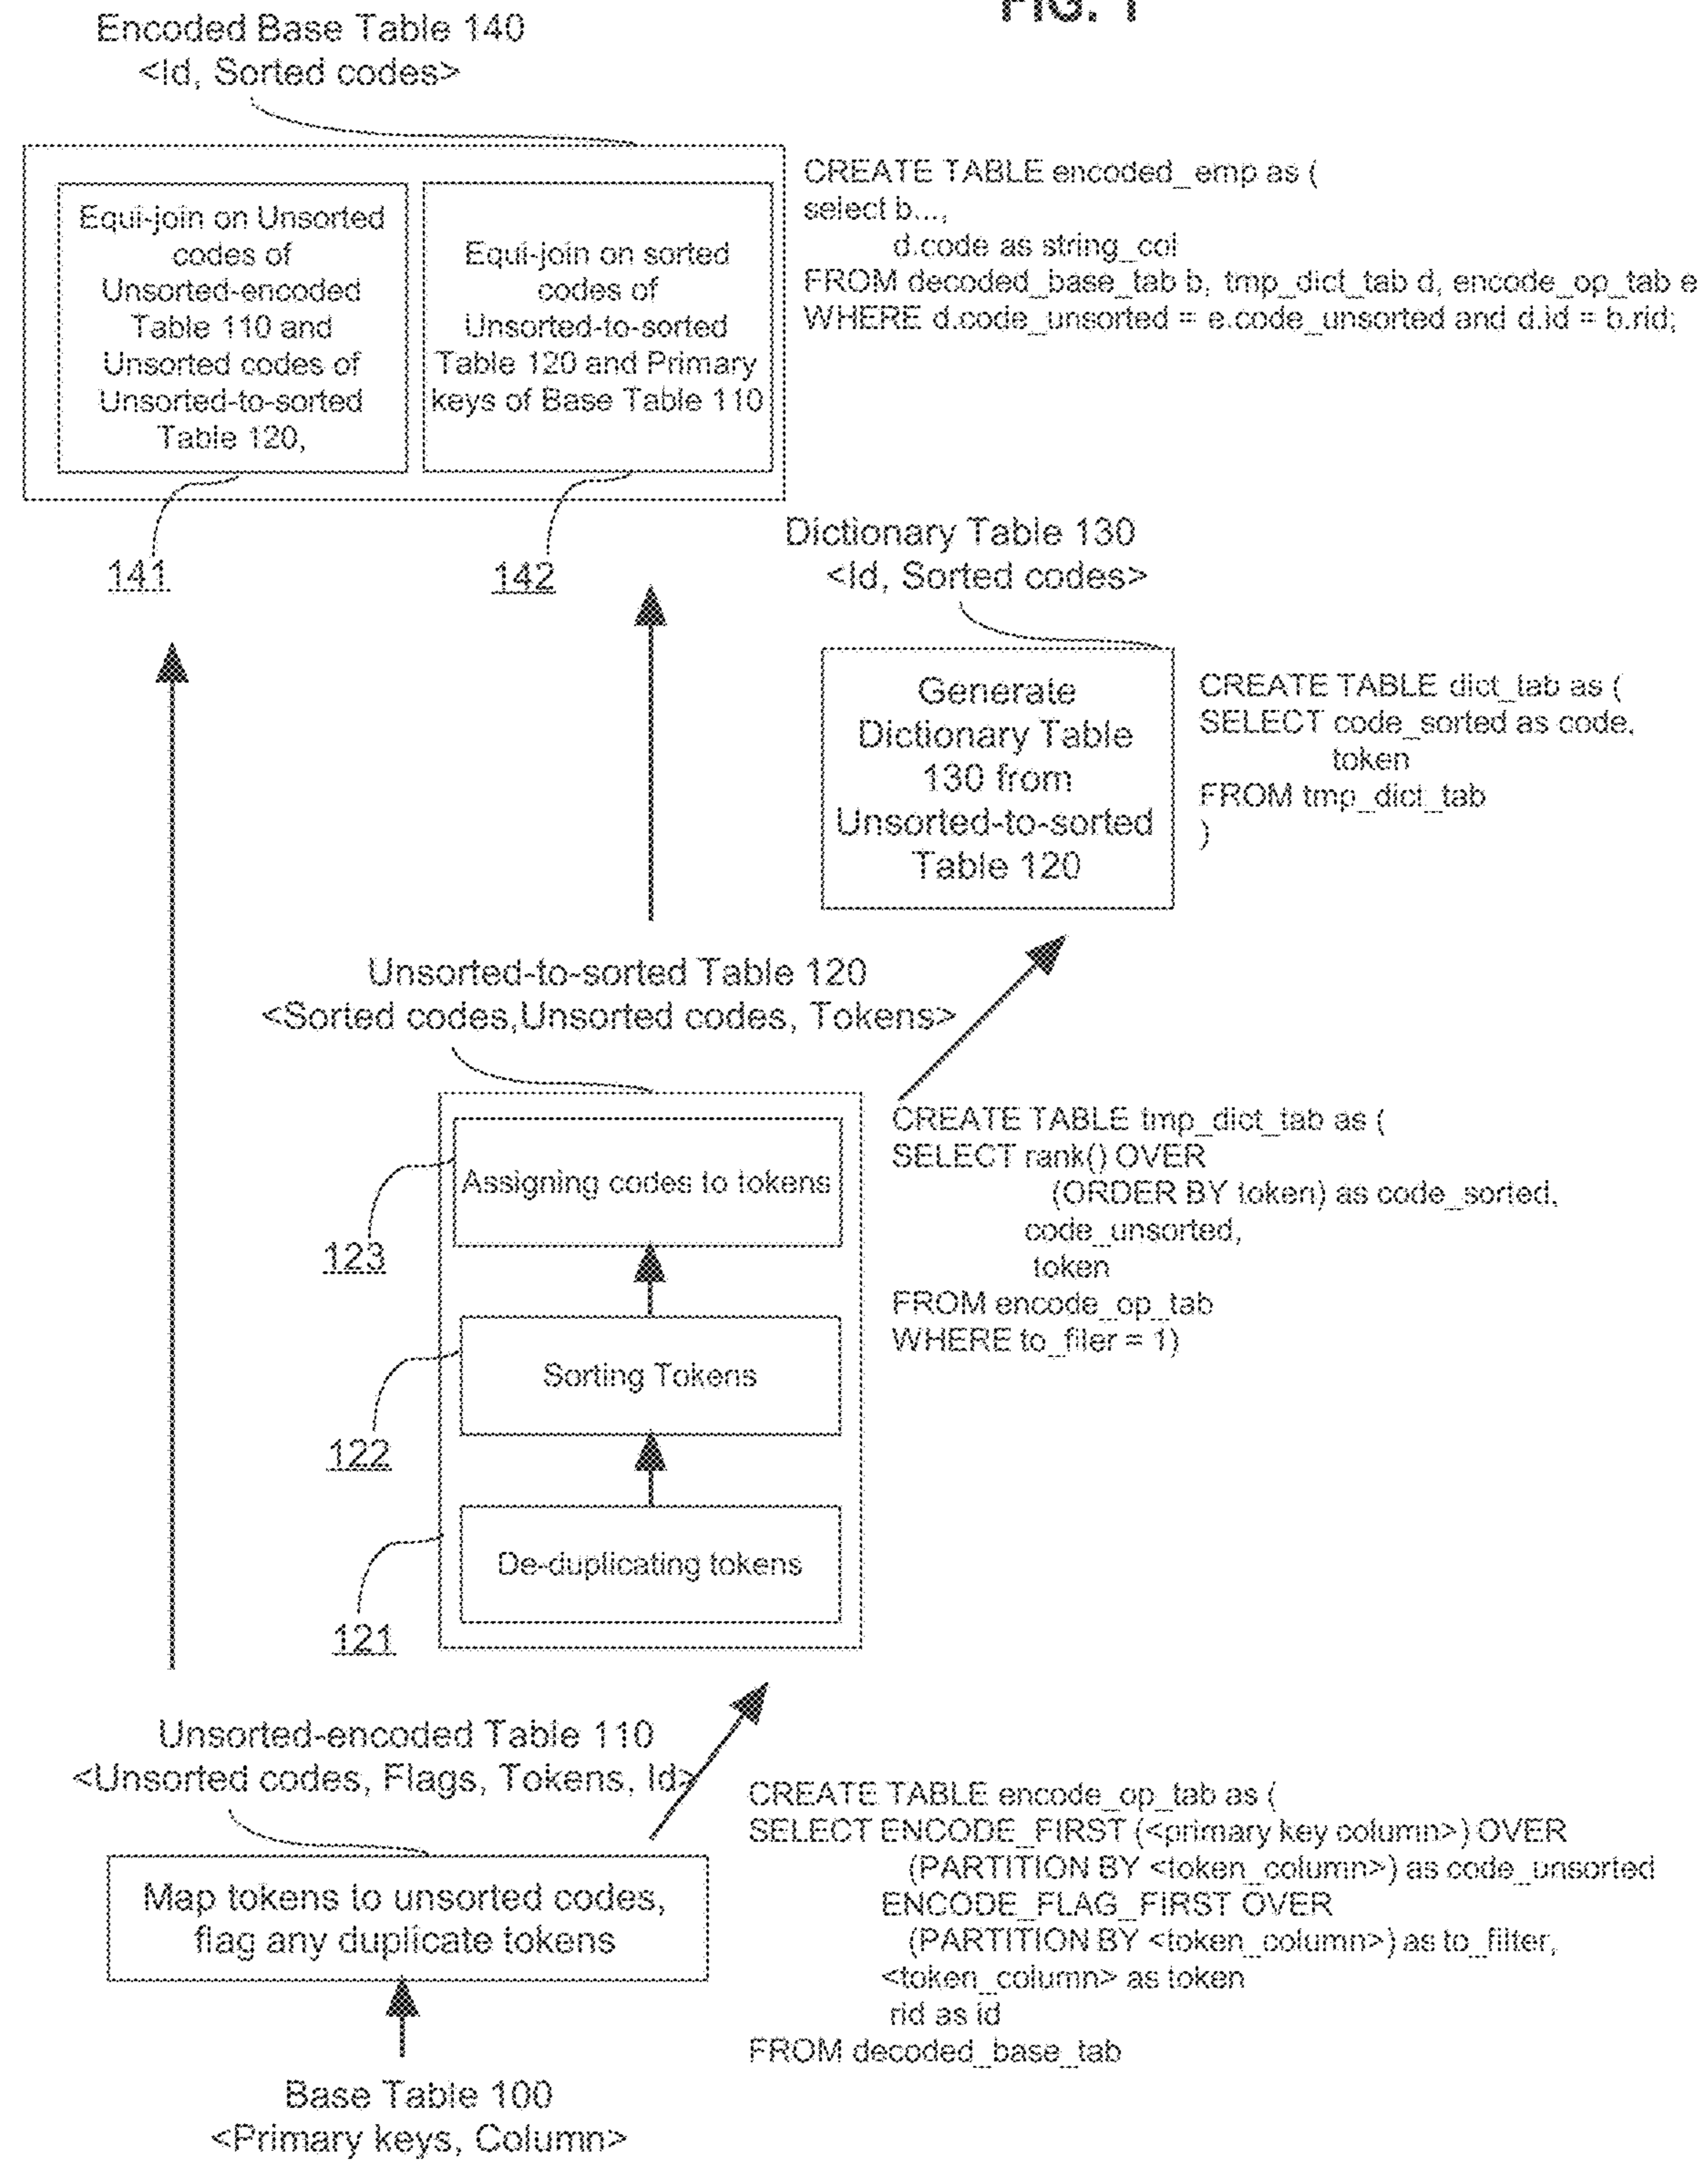 FIG. 1
Encoded Base Table 140
<Id, Sorted codes>
Equi-join on Unsorted
codes of
Unsorted-encoded
Table 110 and
Unsorted codes of
Unsorted-to-sorted
Table 120,
Equi-join on sorted
codes of
Unsorted-to-sorted
Table 120 and Primary
keys of Base Table 110
CREATE TABLE encoded_emp as (
select b...,
d.code as string_col
FROM decoded_base_tab b, tmp_dict_tab d, encode_op_tab e
WHERE d.code_unsorted = e.code_unsorted and d.id = b.rid;
141
142
Dictionary Table 130
<Id, Sorted codes>
Generate
Dictionary Table
130 from
Unsorted-to-sorted
Table 120
CREATE TABLE dict_tab as (
SELECT code_sorted as code,
token
FROM tmp_dict_tab
)
Unsorted-to-sorted Table 120
<Sorted codes,Unsorted codes, Tokens>
Assigning codes to tokens
123
Sorting Tokens
122
De-duplicating tokens
121
CREATE TABLE tmp_dict_tab as (
SELECT rank() OVER
(ORDER BY token) as code_sorted,
code_unsorted,
token
FROM encode_op_tab
WHERE to_filer = 1)
Unsorted-encoded Table 110
<Unsorted codes, Flags, Tokens, Id>
Map tokens to unsorted codes,
flag any duplicate tokens
CREATE TABLE encode_op_tab as (
SELECT ENCODE_FIRST (<primary key column>) OVER
(PARTITION BY <token_column>) as code_unsorted
ENCODE_FLAG_FIRST OVER
(PARTITION BY <token_column>) as to_filter,
<token_column> as token
rid as id
FROM decoded_base_tab
Base Table 100
<Primary keys, Column>